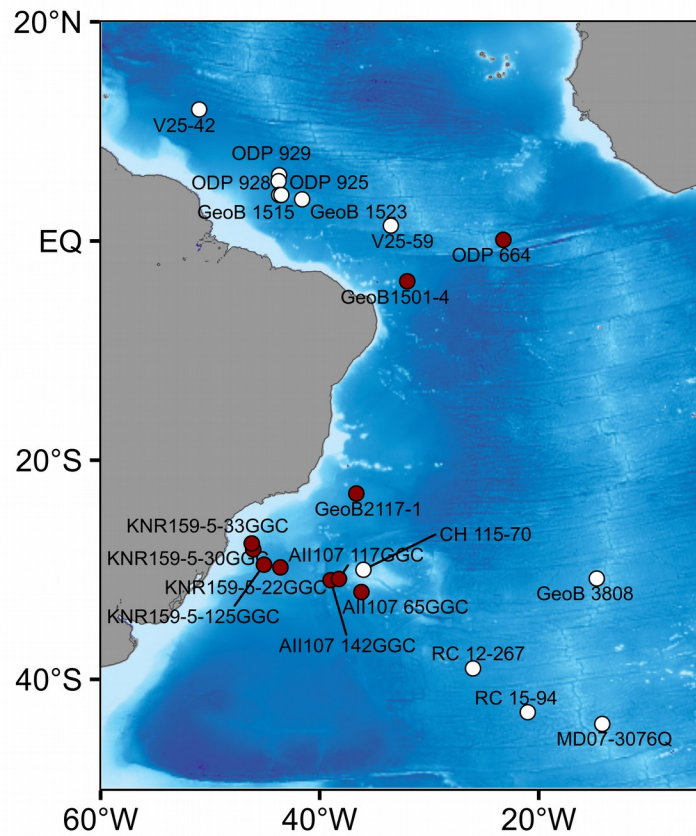 20°N
V25-42
ODP 929
ODP 928
ODP 925
GeoB 1515
GeoB 1523
EQ
V25-59
ODP 664
GeoB1501-4
20°S
GeoB2117-1
KNR159-5-33GGC
CH 115-70
KNR159-5-30GGC
AII107 117GGC
KNR159-5-22GGC
GeoB 3808
KNR159-5-125GGC
AII107 65GGC
AII107 142GGC
RC 12-267
40°S
RC 15-94
MD07-3076Q
60°W
40°W
20°W